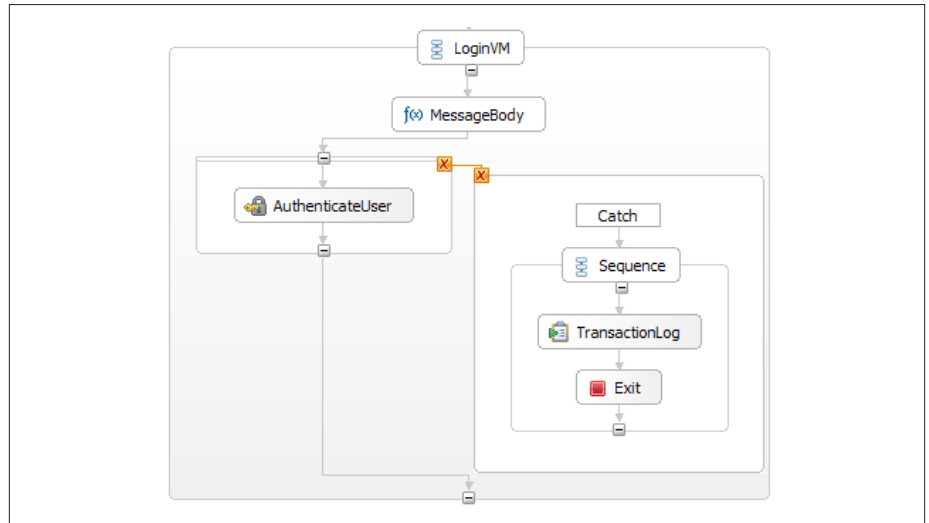 LoginVM
f(x) MessageBody
AuthenticateUser
X
X
Catch
Sequence
TransactionLog
Exit